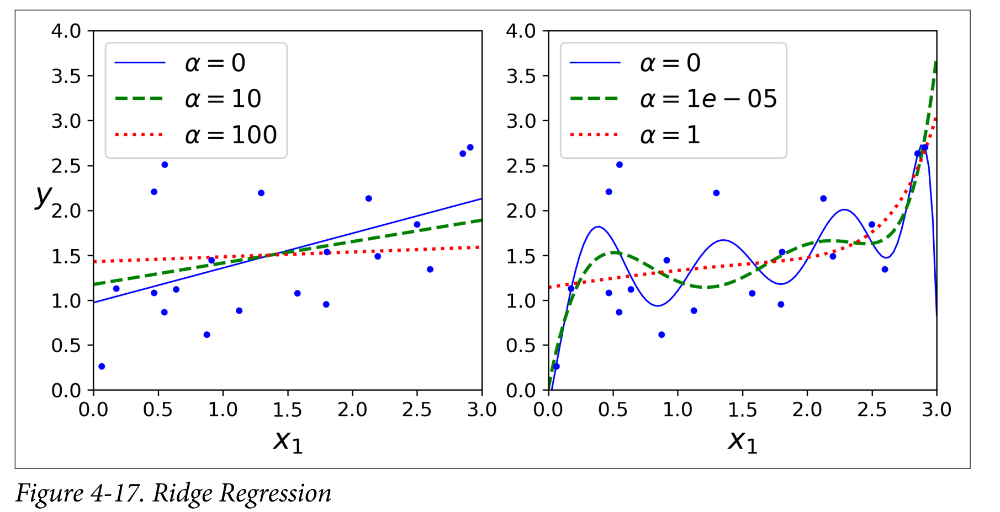 4.0
3.5
3.0
2.5
2.0
1.5
1.0
0.5
0.0
y
α = 0
α = 10
α = 100
0.0 0.5 1.0 1.5 2.0 2.5 3.0
x₁
4.0
3.5
3.0
2.5
2.0
1.5
1.0
0.5
0.0
α = 0
α = 1e − 05
α = 1
0.0 0.5 1.0 1.5 2.0 2.5 3.0
x₁
Figure 4-17. Ridge Regression